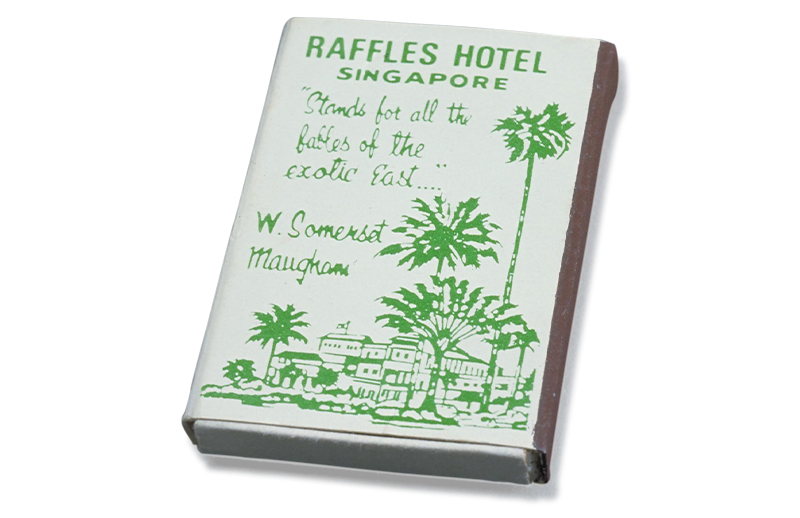 RAFFLES HOTEL
SINGAPORE
"Stands for all the
fables of the
exotic East...."
W. Somerset
Maugham